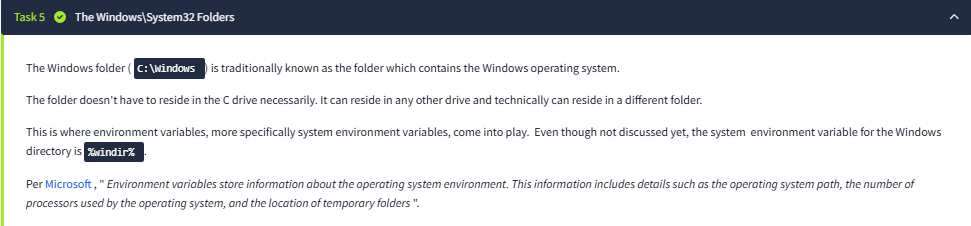 Task 5 The Windows\System32 Folders
The Windows folder ( C:\Windows ) is traditionally known as the folder which contains the Windows operating system.
The folder doesn't have to reside in the C drive necessarily. It can reside in any other drive and technically can reside in a different folder.
This is where environment variables, more specifically system environment variables, come into play. Even though not discussed yet, the system environment variable for the Windows
directory is %windir% .
Per Microsoft , " Environment variables store information about the operating system environment. This information includes details such as the operating system path, the number of
processors used by the operating system, and the location of temporary folders ".